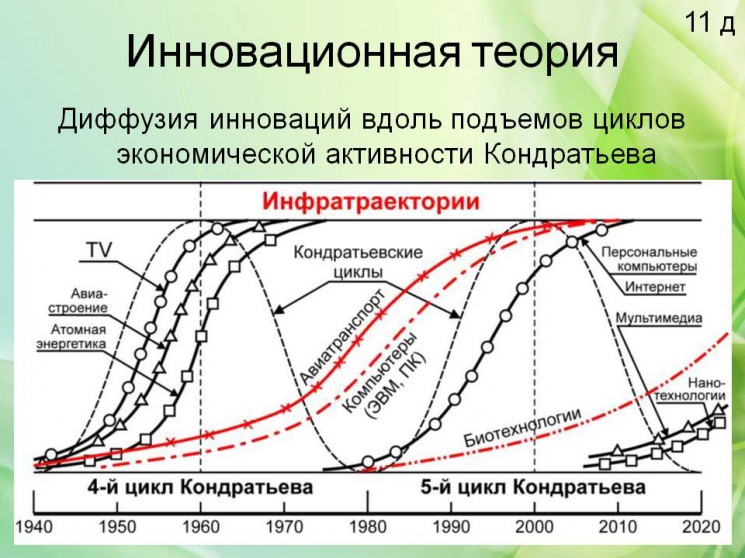 11 д
Инновационная теория
Диффузия инноваций вдоль подъемов циклов
экономической активности Кондратьева
Инфратраектории
TV
Авиа-
строение
Атомная
энергетика
Кондратьевские
циклы
Авиатранспорт
Компьютеры
(ЭВМ, ПК)
Персональные
компьютеры
Интернет
Мультимедиа
Нано-
технологии
Биотехнологии
4-й цикл Кондратьева
5-й цикл Кондратьева
1940 1950 1960 1970 1980 1990 2000 2010 2020